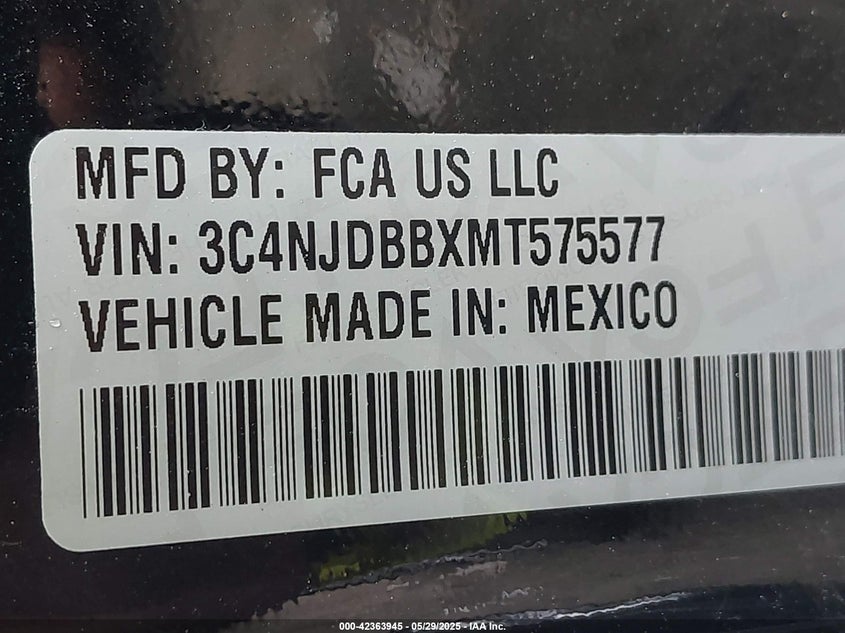 MFD BY: FCA US LLC
VIN: 3C4NJDBBXMT575577
VEHICLE MADE IN: MEXICO
000-42363945 - 05/29/2025 - IAA Inc.